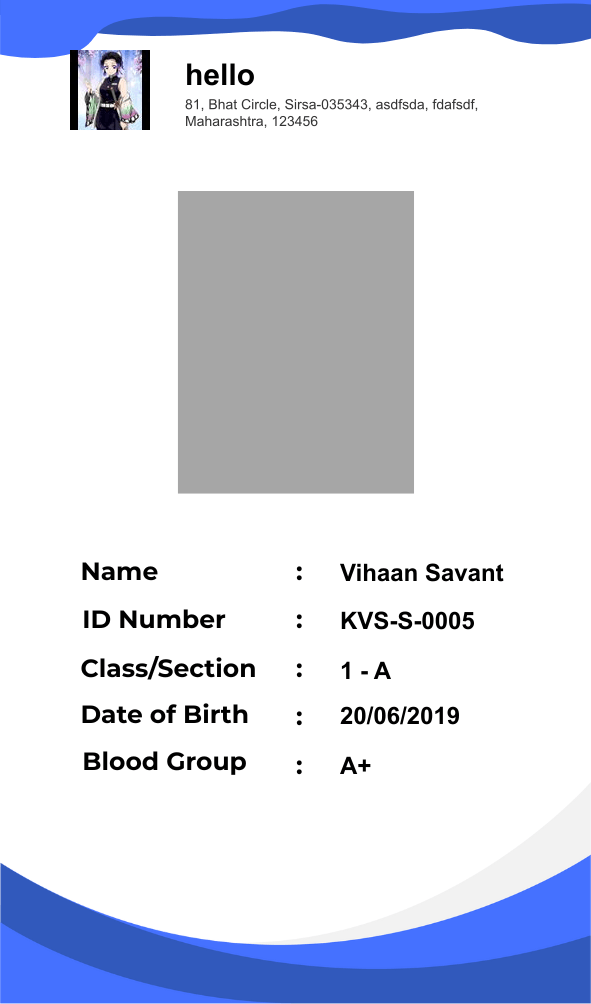 hello
81, Bhat Circle, Sirsa-035343, asdfsda, fdafsdf,
Maharashtra, 123456
Name : Vihaan Savant
ID Number : KVS-S-0005
Class/Section : 1 - A
Date of Birth : 20/06/2019
Blood Group : A+